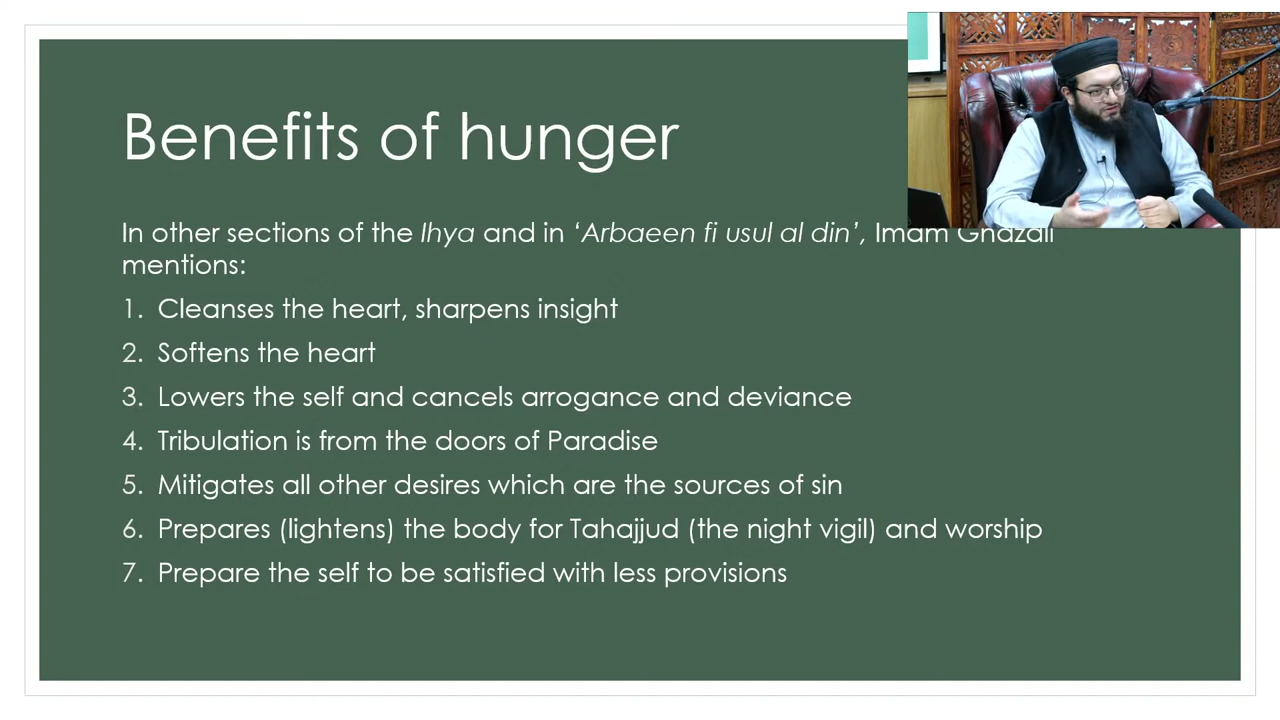 Benefits of hunger
In other sections of the Ihya and in ‘Arbaeen fi usul al din’, Imam Ghazali
mentions:
1. Cleanses the heart, sharpens insight
2. Softens the heart
3. Lowers the self and cancels arrogance and deviance
4. Tribulation is from the doors of Paradise
5. Mitigates all other desires which are the sources of sin
6. Prepares (lightens) the body for Tahajjud (the night vigil) and worship
7. Prepare the self to be satisfied with less provisions